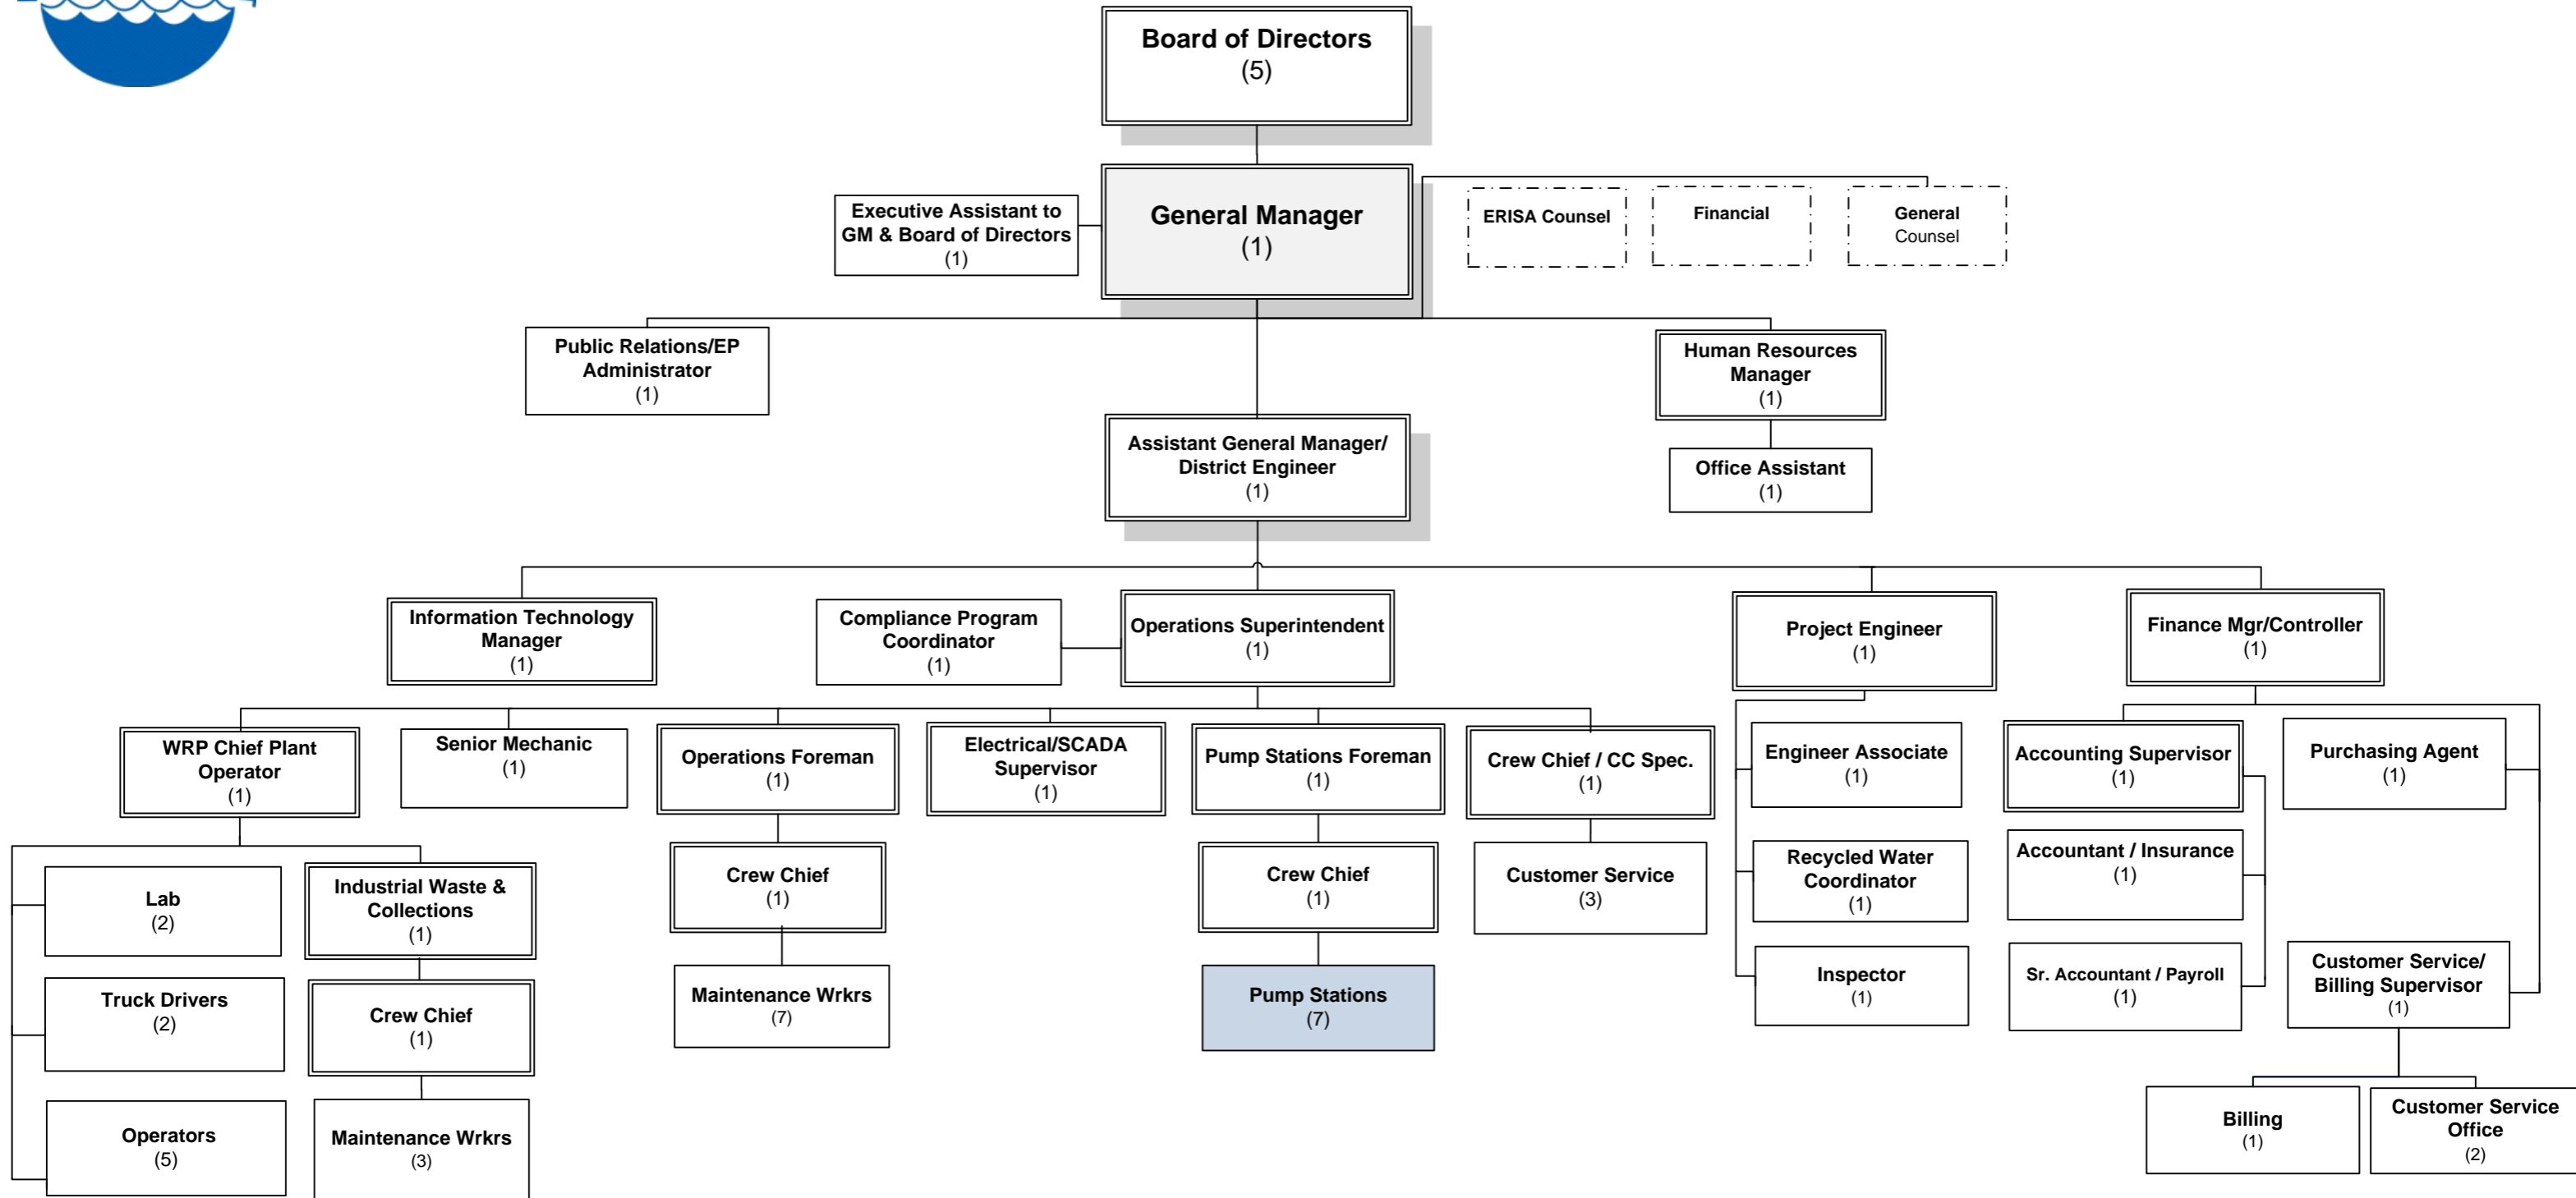 Board of Directors
(5)
General Manager
(1)
Executive Assistant to
GM & Board of Directors
(1)
ERISA Counsel
Financial
General
Counsel
Public Relations/EP
Administrator
(1)
Human Resources
Manager
(1)
Assistant General Manager/
District Engineer
(1)
Office Assistant
(1)
Information Technology
Manager
(1)
Compliance Program
Coordinator
(1)
Operations Superintendent
(1)
Project Engineer
(1)
Finance Mgr/Controller
(1)
WRP Chief Plant
Operator
(1)
Senior Mechanic
(1)
Operations Foreman
(1)
Electrical/SCADA
Supervisor
(1)
Pump Stations Foreman
(1)
Crew Chief / CC Spec.
(1)
Engineer Associate
(1)
Accounting Supervisor
(1)
Purchasing Agent
(1)
Lab
(2)
Industrial Waste &
Collections
(1)
Crew Chief
(1)
Crew Chief
(1)
Customer Service
(3)
Recycled Water
Coordinator
(1)
Accountant / Insurance
(1)
Truck Drivers
(2)
Crew Chief
(1)
Maintenance Wrkrs
(7)
Pump Stations
(7)
Inspector
(1)
Sr. Accountant / Payroll
(1)
Customer Service/
Billing Supervisor
(1)
Operators
(5)
Maintenance Wrkrs
(3)
Billing
(1)
Customer Service
Office
(2)